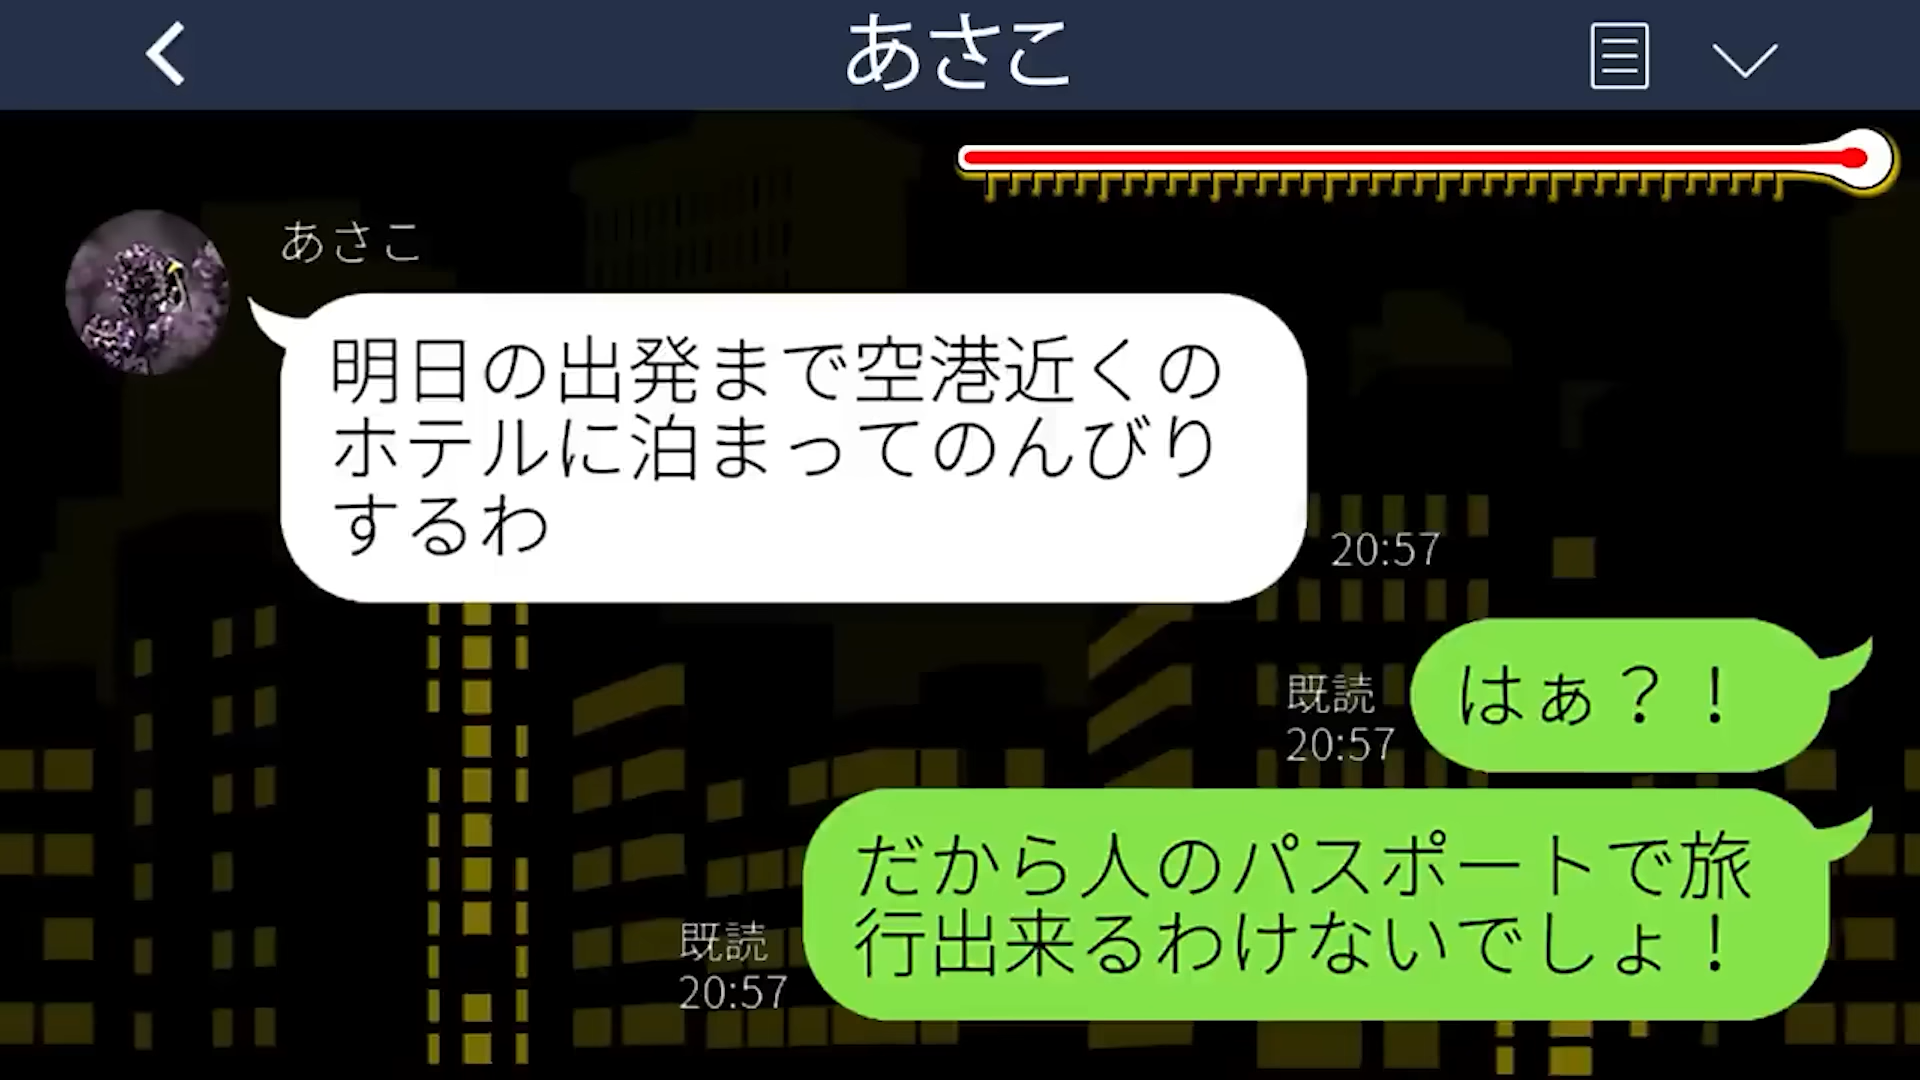 あさこ
あさこ
明日の出発まで空港近くの
ホテルに泊まってのんびり
するわ
20:57
はぁ？！
既読
20:57
だから人のパスポートで旅
行出来るわけないでしょ！
既読
20:57